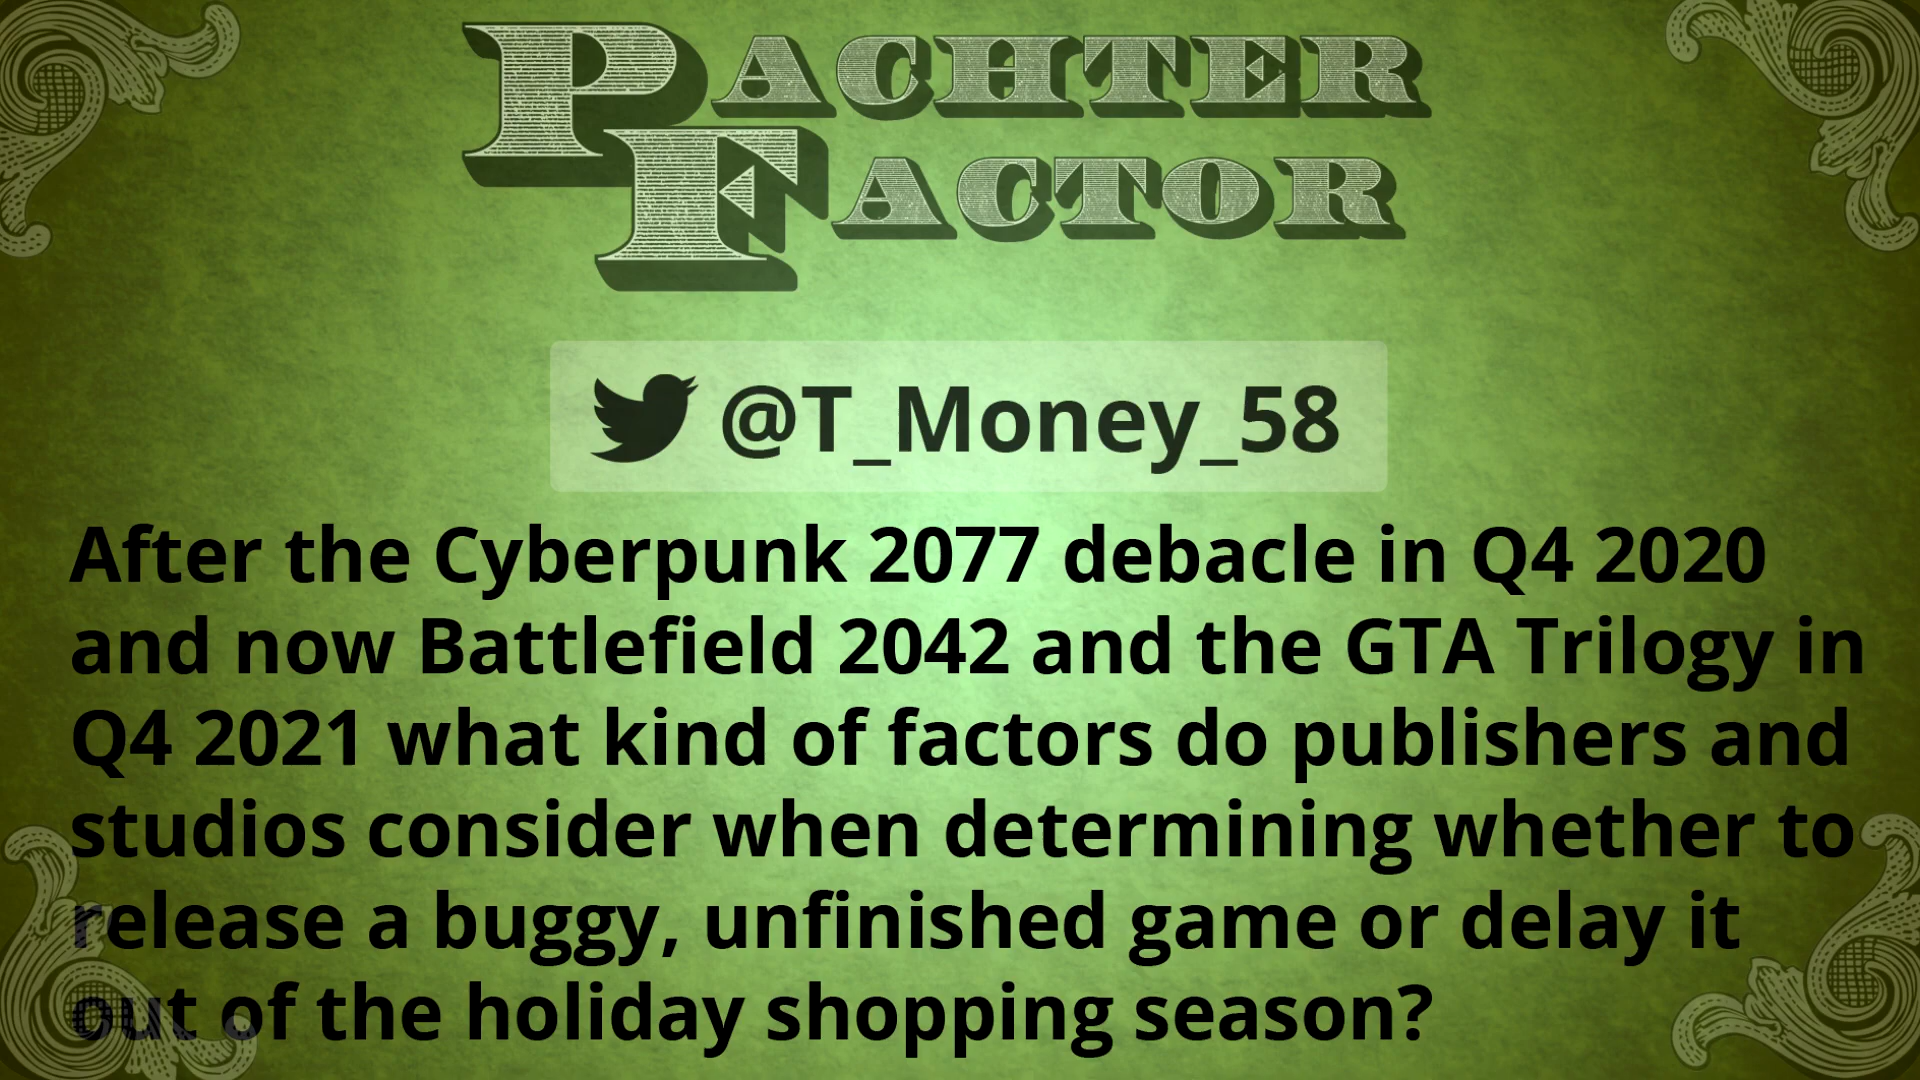 PACHTER
FACTOR
@T_Money_58
After the Cyberpunk 2077 debacle in Q4 2020
and now Battlefield 2042 and the GTA Trilogy in
Q4 2021 what kind of factors do publishers and
studios consider when determining whether to
release a buggy, unfinished game or delay it
out of the holiday shopping season?